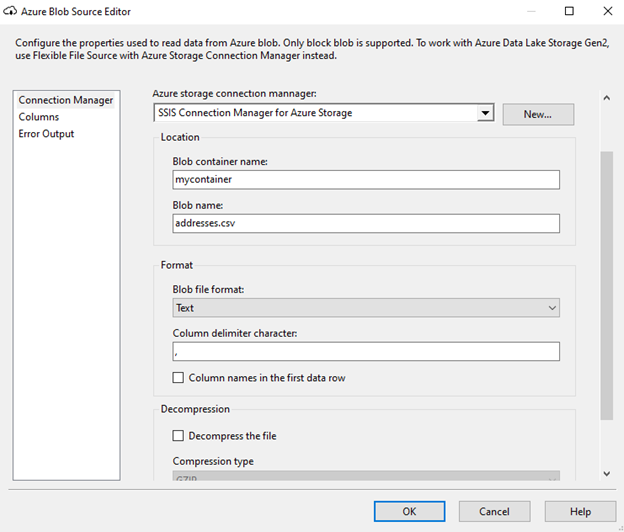 Azure Blob Source Editor
Configure the properties used to read data from Azure blob. Only block blob is supported. To work with Azure Data Lake Storage Gen2,
use Flexible File Source with Azure Storage Connection Manager instead.
Connection Manager
Columns
Error Output
Azure storage connection mannager:
SSIS Connection Manager for Azure Storage
New...
Location
Blob container name:
mycontainer
Blob name:
addresses.csv
Format
Blob file format:
Text
Column delimiter character:
,
Column names in the first data row
Decompression
Decompress the file
Compression type
GZIP
OK
Cancel
Help